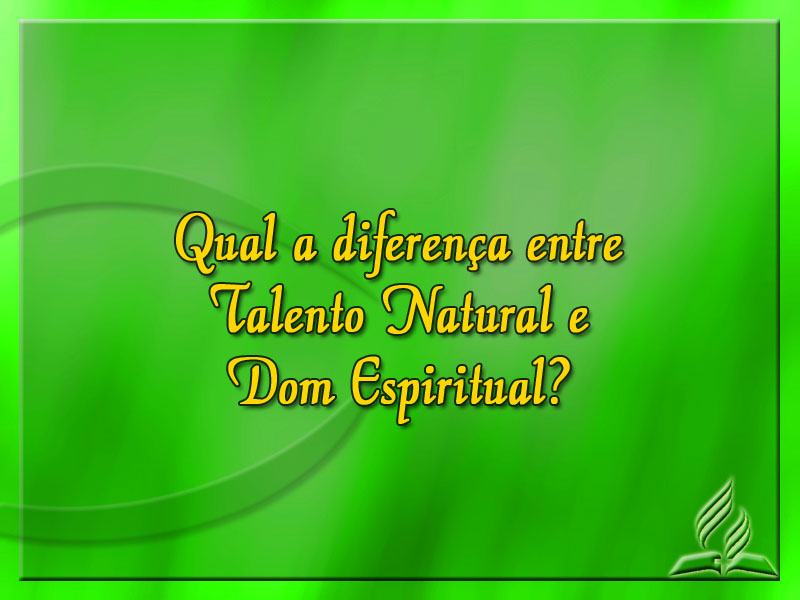 Qual a diferença entre
Talento Natural e
Dom Espiritual?